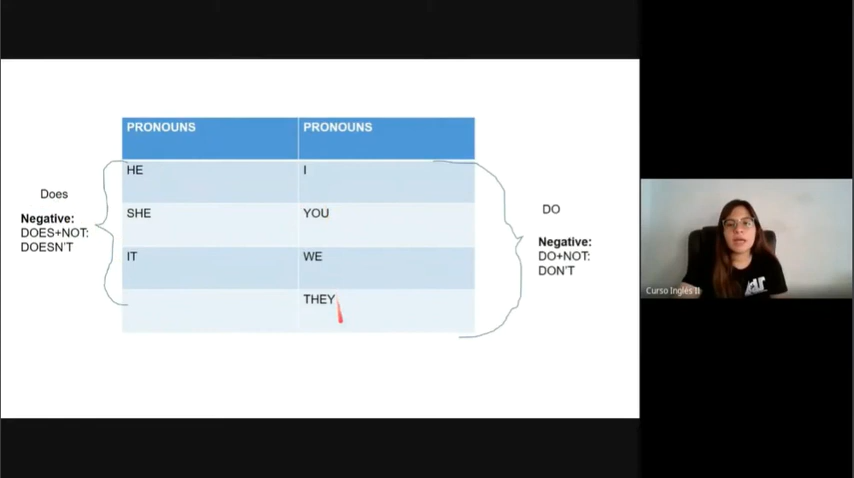 PRONOUNS PRONOUNS
HE I
SHE YOU
IT WE
THEY
Does
Negative:
DOES+NOT:
DOESN'T
DO
Negative:
DO+NOT:
DON'T
Curso Inglés II